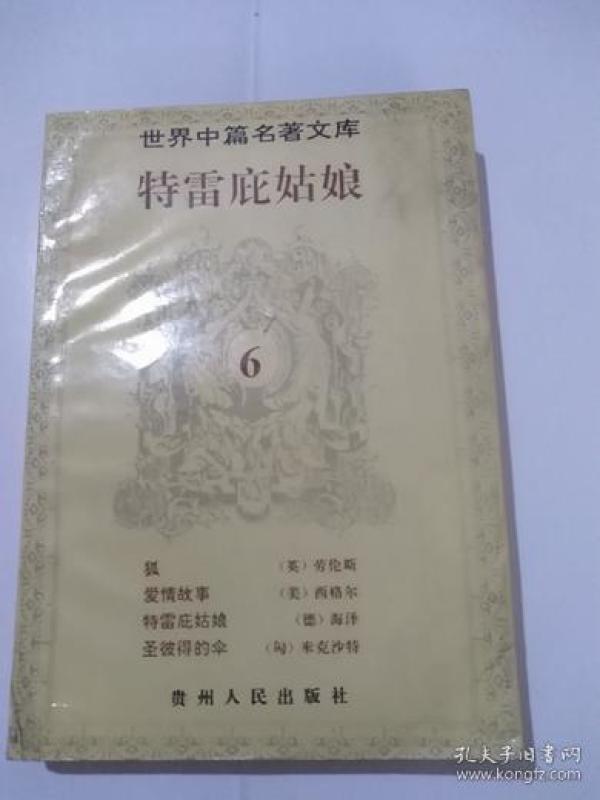 世界中篇名著文库
特雷庇姑娘
6
狐 （英）劳伦斯
爱情故事 （美）西格尔
特雷庇姑娘 （德）海泽
圣彼得的伞 （匈）米克沙特
贵州人民出版社
孔夫子旧书网
www.kongfz.com